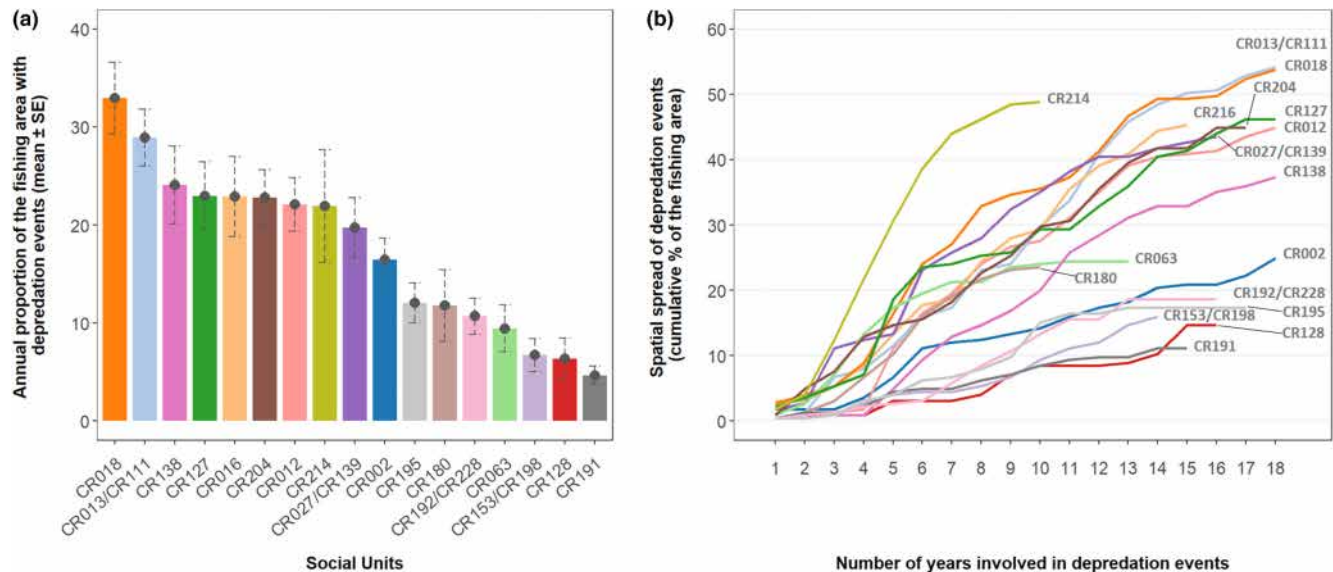 (a)
Annual proportion of the fishing area with
depredation events (mean ± SE)
40
30
20
10
0
CR018
CR013/CR111
CR138
CR127
CR016
CR204
CR012
CR214
CR027/CR139
CR002
CR195
CR180
CR192/CR228
CR063
CR153/CR198
CR128
CR191
Social Units
(b)
Spatial spread of depredation events
(cumulative % of the fishing area)
60
50
40
30
20
10
0
CR013/CR111
CR018
CR214
CR204
CR216
CR127
CR012
CR027/CR139
CR138
CR063
CR002
CR180
CR192/CR228
CR195
CR153/CR198
CR128
CR191
1 2 3 4 5 6 7 8 9 10 11 12 13 14 15 16 17 18
Number of years involved in depredation events